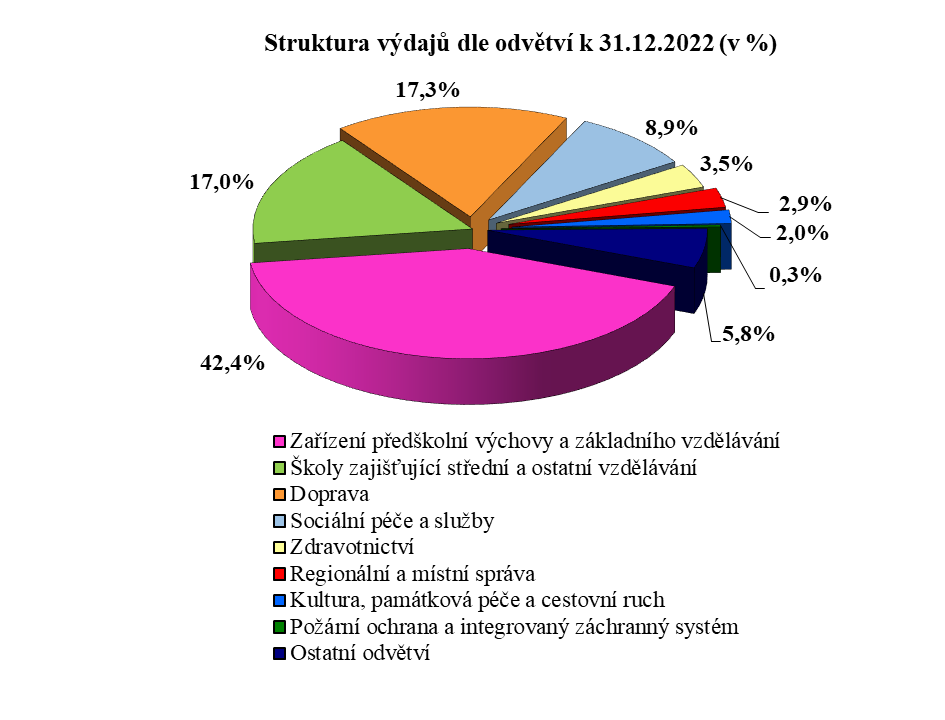 Struktura výdajů dle odvětví k 31.12.2022 (v %)
17,3%
8,9%
3,5%
17,0%
2,9%
2,0%
0,3%
5,8%
42,4%
Zařízení předškolní výchovy a základního vzdělávání
Školy zajišťující střední a ostatní vzdělávání
Doprava
Sociální péče a služby
Zdravotnictví
Regionální a místní správa
Kultura, památková péče a cestovní ruch
Požární ochrana a integrovaný záchranný systém
Ostatní odvětví